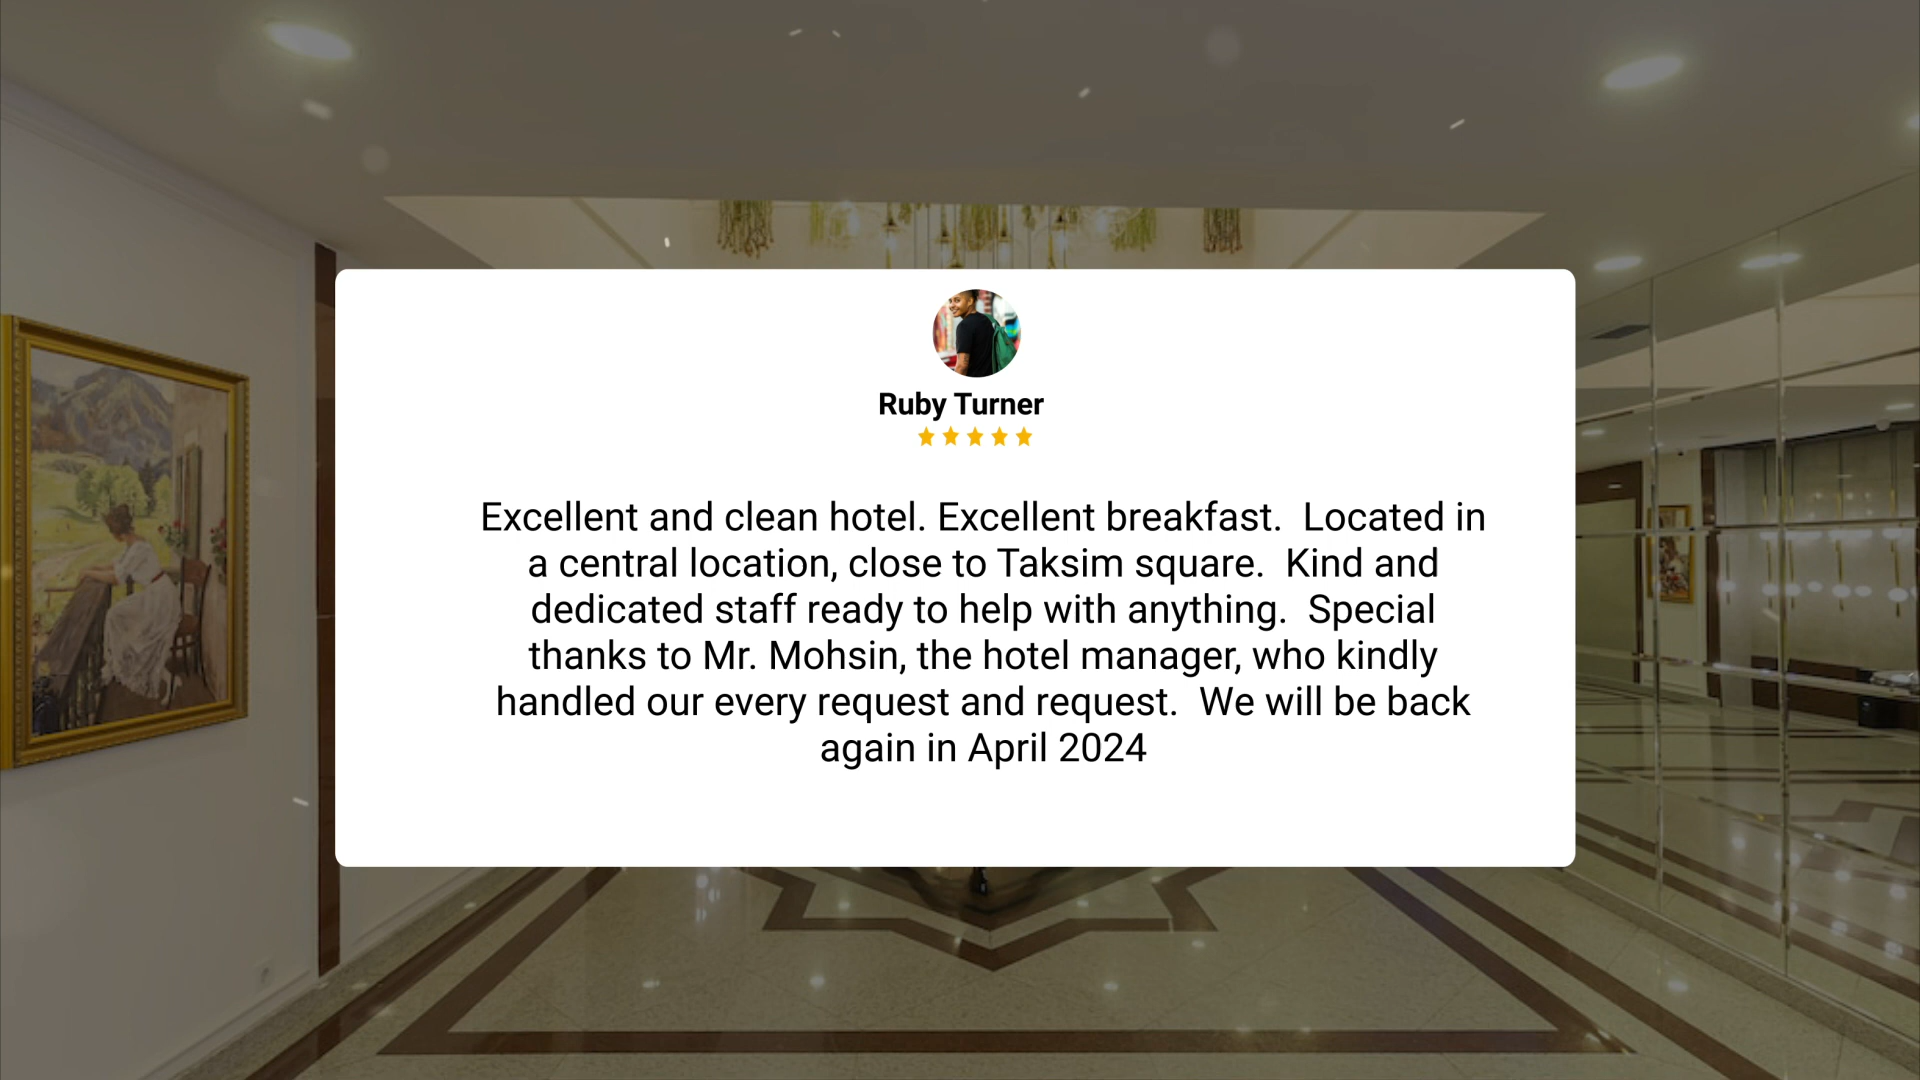 Ruby Turner
Excellent and clean hotel. Excellent breakfast.  Located in
a central location, close to Taksim square.  Kind and
dedicated staff ready to help with anything.  Special
thanks to Mr. Mohsin, the hotel manager, who kindly
handled our every request and request.  We will be back
again in April 2024